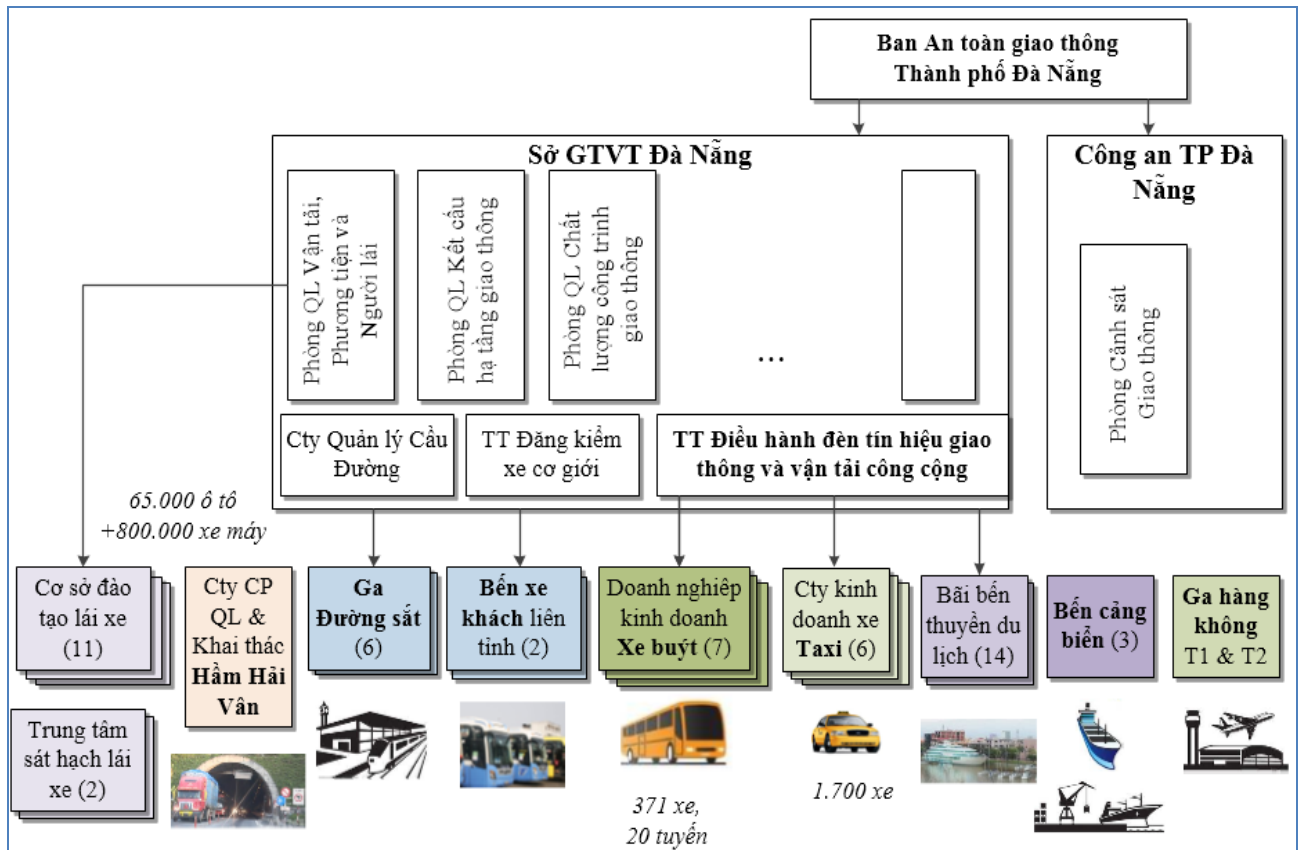 Ban An toàn giao thông
Thành phố Đà Nẵng
Sở GTVT Đà Nẵng
Công an TP Đà
Nẵng
Phòng QL Vận tải,
Phương tiện và
Người lái
Phòng QL Kết cấu
hạ tầng giao thông
Phòng QL Chất
lượng công trình
giao thông
...
Phòng Cảnh sát
Giao thông
Cty Quản lý Cầu
Đường
TT Đăng kiểm
xe cơ giới
TT Điều hành đèn tín hiệu giao
thông và vận tải công cộng
65.000 ô tô
+800.000 xe máy
Cơ sở đào
tạo lái xe
(11)
Cty CP
QL &
Khai thác
Hầm Hải
Vân
Ga
Đường sắt
(6)
Bến xe
khách liên
tỉnh (2)
Doanh nghiêp
kinh doanh
Xe buýt (7)
Cty kinh
doanh xe
Taxi (6)
Bãi bến
thuyền du
lịch (14)
Bến cảng
biển (3)
Ga hàng
không
T1 & T2
Trung tâm
sát hạch lái
xe (2)
371 xe,
20 tuyến
1.700 xe